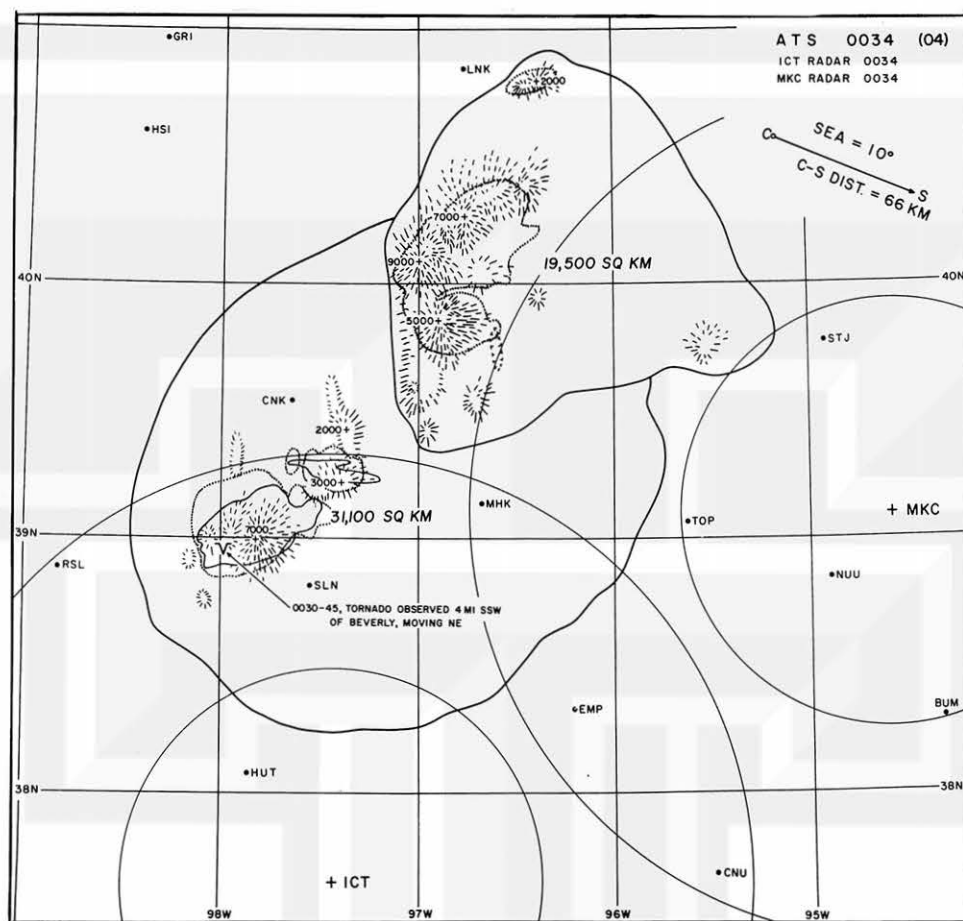 ATS 0034 (04)
ICT RADAR 0034
MKC RADAR 0034
GRI
LNK
2000
HSI
C
SEA = 10°
C-S DIST. = 66 KM
S
7000+
9000+
19,500 SQ KM
40N
40N
5000+
STJ
CNK
2000+
3000+
MHK
31,100 SQ KM
+ MKC
7000
TOP
39N
39N
V
RSL
SLN
NUU
0030-45, TORNADO OBSERVED 4 MI SSW
OF BEVERLY, MOVING NE
EMP
BUM
HUT
38N
38N
+ ICT
CNU
98W
97W
96W
95W